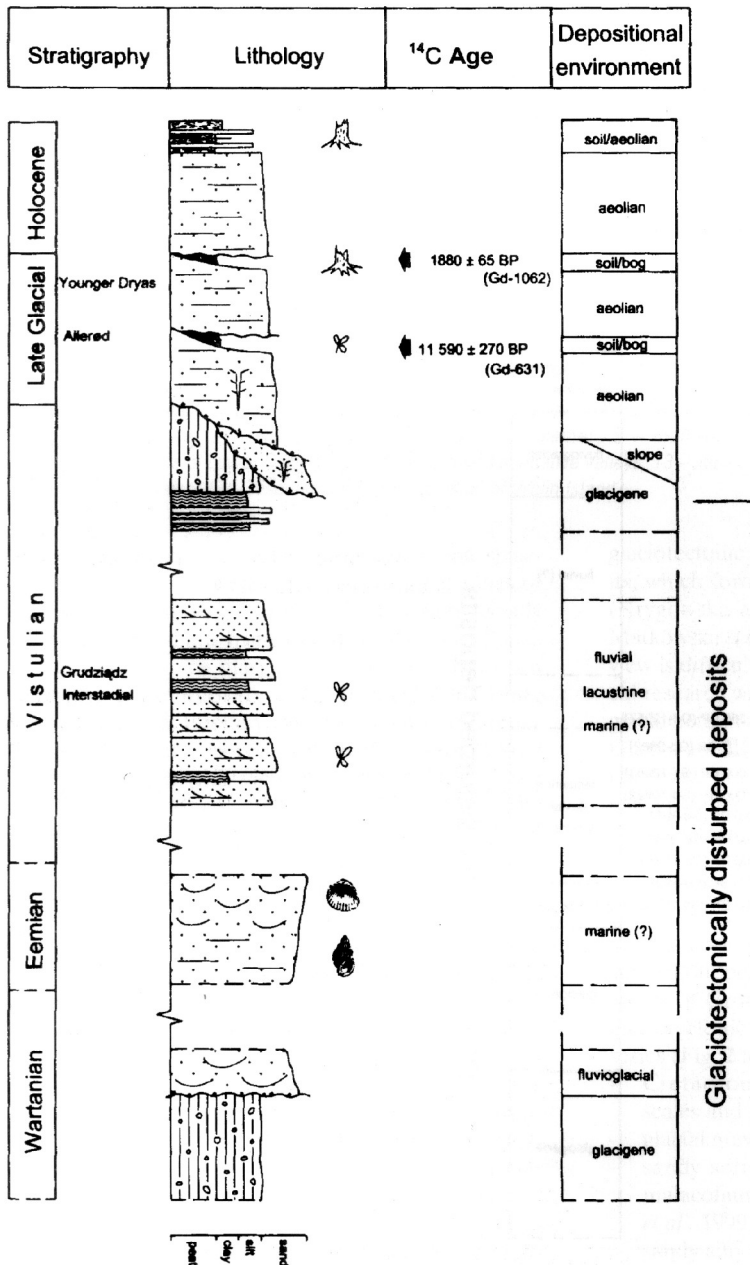 Stratigraphy
Lithology
¹⁴C Age
Depositional
environment
Holocene
Late Glacial
Vistulian
Eemian
Wartanian
Younger Dryas
Allerød
Grudziądz
Interstadial
1880 ± 65 BP
(Gd-1062)
11 590 ± 270 BP
(Gd-631)
soil/aeolian
aeolian
soil/bog
aeolian
soil/bog
aeolian
slope
glacigene
fluvial
lacustrine
marine (?)
marine (?)
fluvioglacial
glacigene
Glaciotectonically disturbed deposits
peat
clay
silt
sand